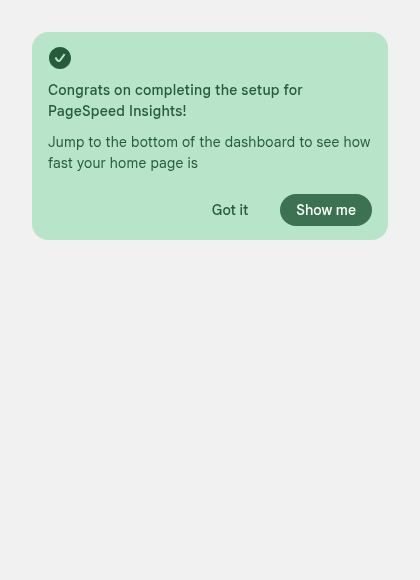 Congrats on completing the setup for
PageSpeed Insights!
Jump to the bottom of the dashboard to see how
fast your home page is
Got it
Show me